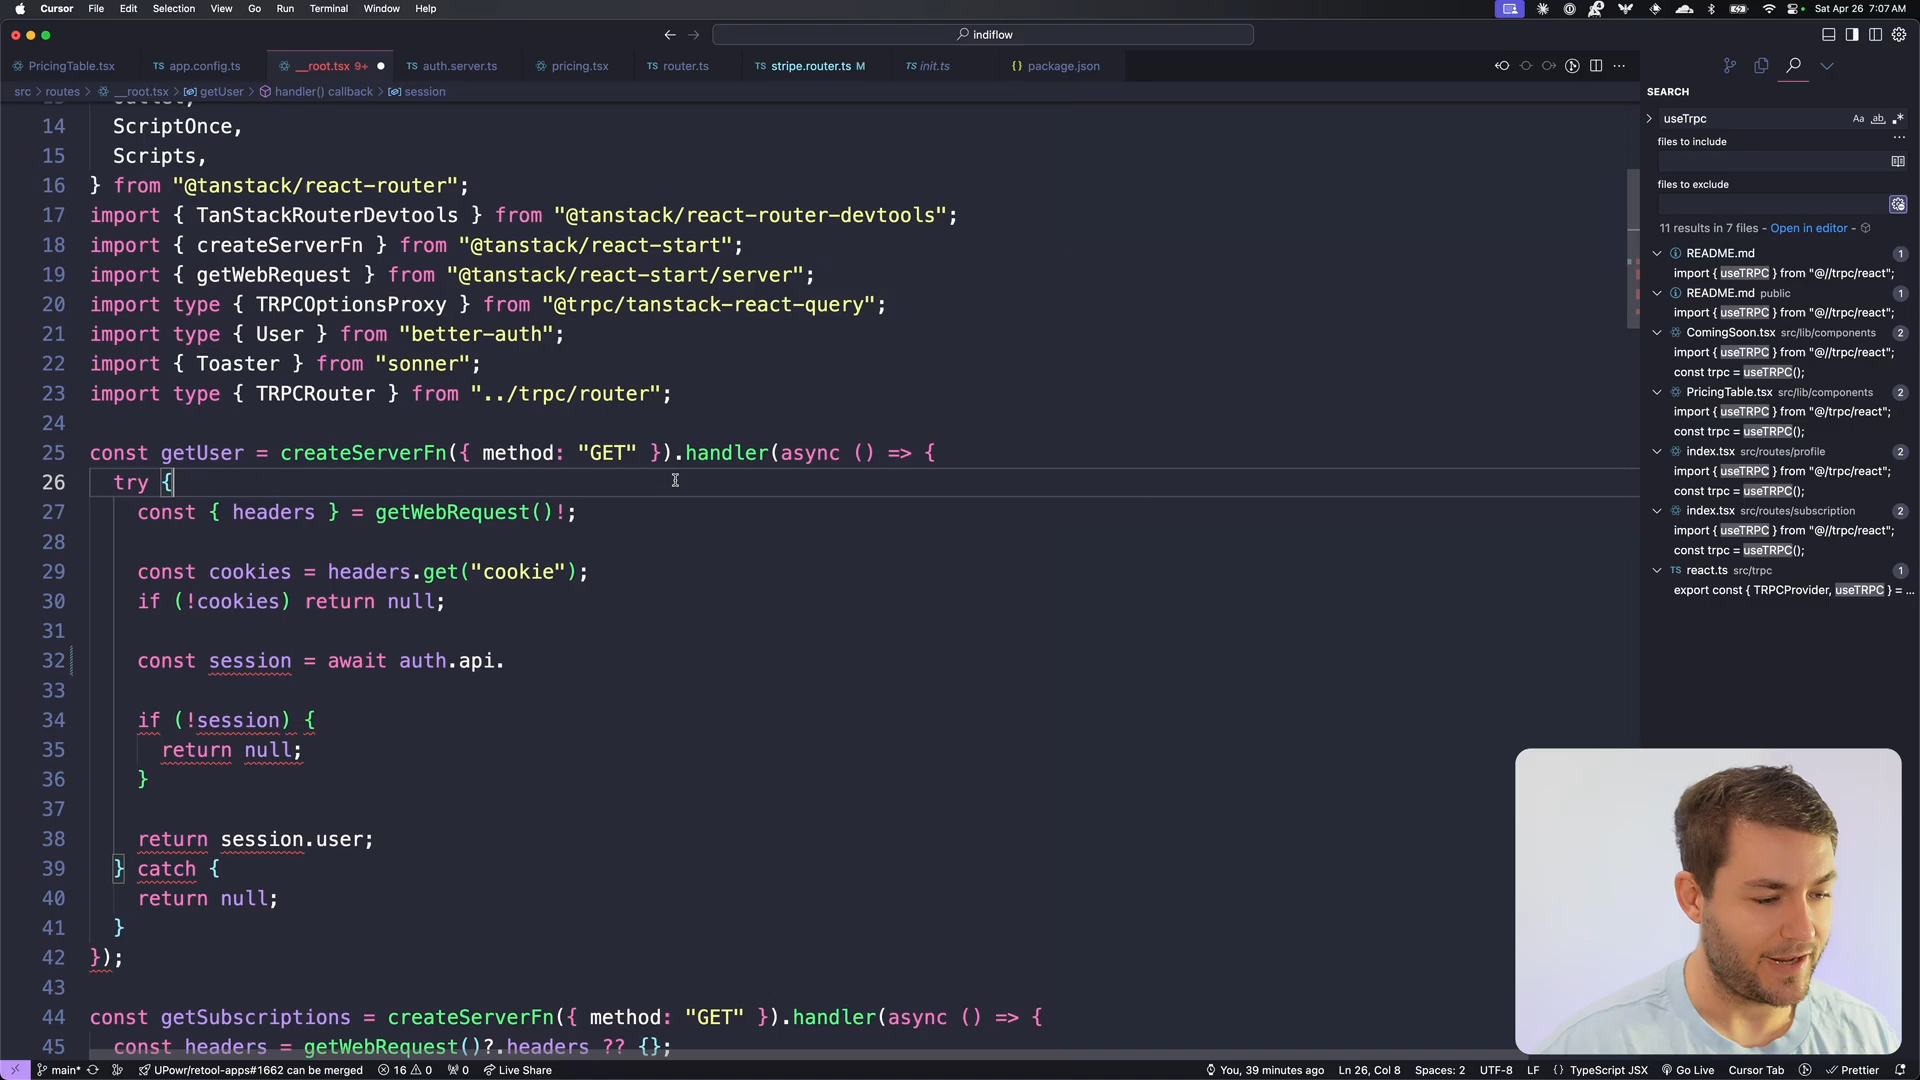 Cursor File Edit Selection View Go Run Terminal Window Help Sat Apr 26 7:07 AM
indiflow
PricingTable.tsx TS app.config.ts __root.tsx 9+ TS auth.server.ts pricing.tsx TS router.ts TS stripe.router.ts M TS init.ts {} package.json
src > routes > __root.tsx > getUser > handler() callback > session
14 ScriptOnce,
15 Scripts,
16 } from "@tanstack/react-router";
17 import { TanStackRouterDevtools } from "@tanstack/react-router-devtools";
18 import { createServerFn } from "@tanstack/react-start";
19 import { getWebRequest } from "@tanstack/react-start/server";
20 import type { TRPCOptionsProxy } from "@trpc/tanstack-react-query";
21 import type { User } from "better-auth";
22 import { Toaster } from "sonner";
23 import type { TRPCRouter } from "../trpc/router";
24
25 const getUser = createServerFn({ method: "GET" }).handler(async () => {
26 try {
27 const { headers } = getWebRequest()!;
28
29 const cookies = headers.get("cookie");
30 if (!cookies) return null;
31
32 const session = await auth.api.
33
34 if (!session) {
35 return null;
36 }
37
38 return session.user;
39 } catch {
40 return null;
41 }
42 });
43
44 const getSubscriptions = createServerFn({ method: "GET" }).handler(async () => {
45 const headers = getWebRequest()?.headers ?? {};
SEARCH
useTrpc Aa ab .*
files to include
files to exclude
11 results in 7 files - Open in editor -
README.md 1
import { useTRPC } from "@//trpc/react";
README.md public 1
import { useTRPC } from "@//trpc/react";
ComingSoon.tsx src/lib/components 2
import { useTRPC } from "@//trpc/react";
const trpc = useTRPC();
PricingTable.tsx src/lib/components 2
import { useTRPC } from "@/trpc/react";
const trpc = useTRPC();
index.tsx src/routes/profile 2
import { useTRPC } from "@/trpc/react";
const trpc = useTRPC();
index.tsx src/routes/subscription 2
import { useTRPC } from "@//trpc/react";
const trpc = useTRPC();
TS react.ts src/trpc 1
export const { TRPCProvider, useTRPC } = ...
main* UPowr/retool-apps#1662 can be merged 16 0 0 Live Share You, 39 minutes ago Ln 26, Col 8 Spaces: 2 UTF-8 LF {} TypeScript JSX Go Live Cursor Tab Prettier